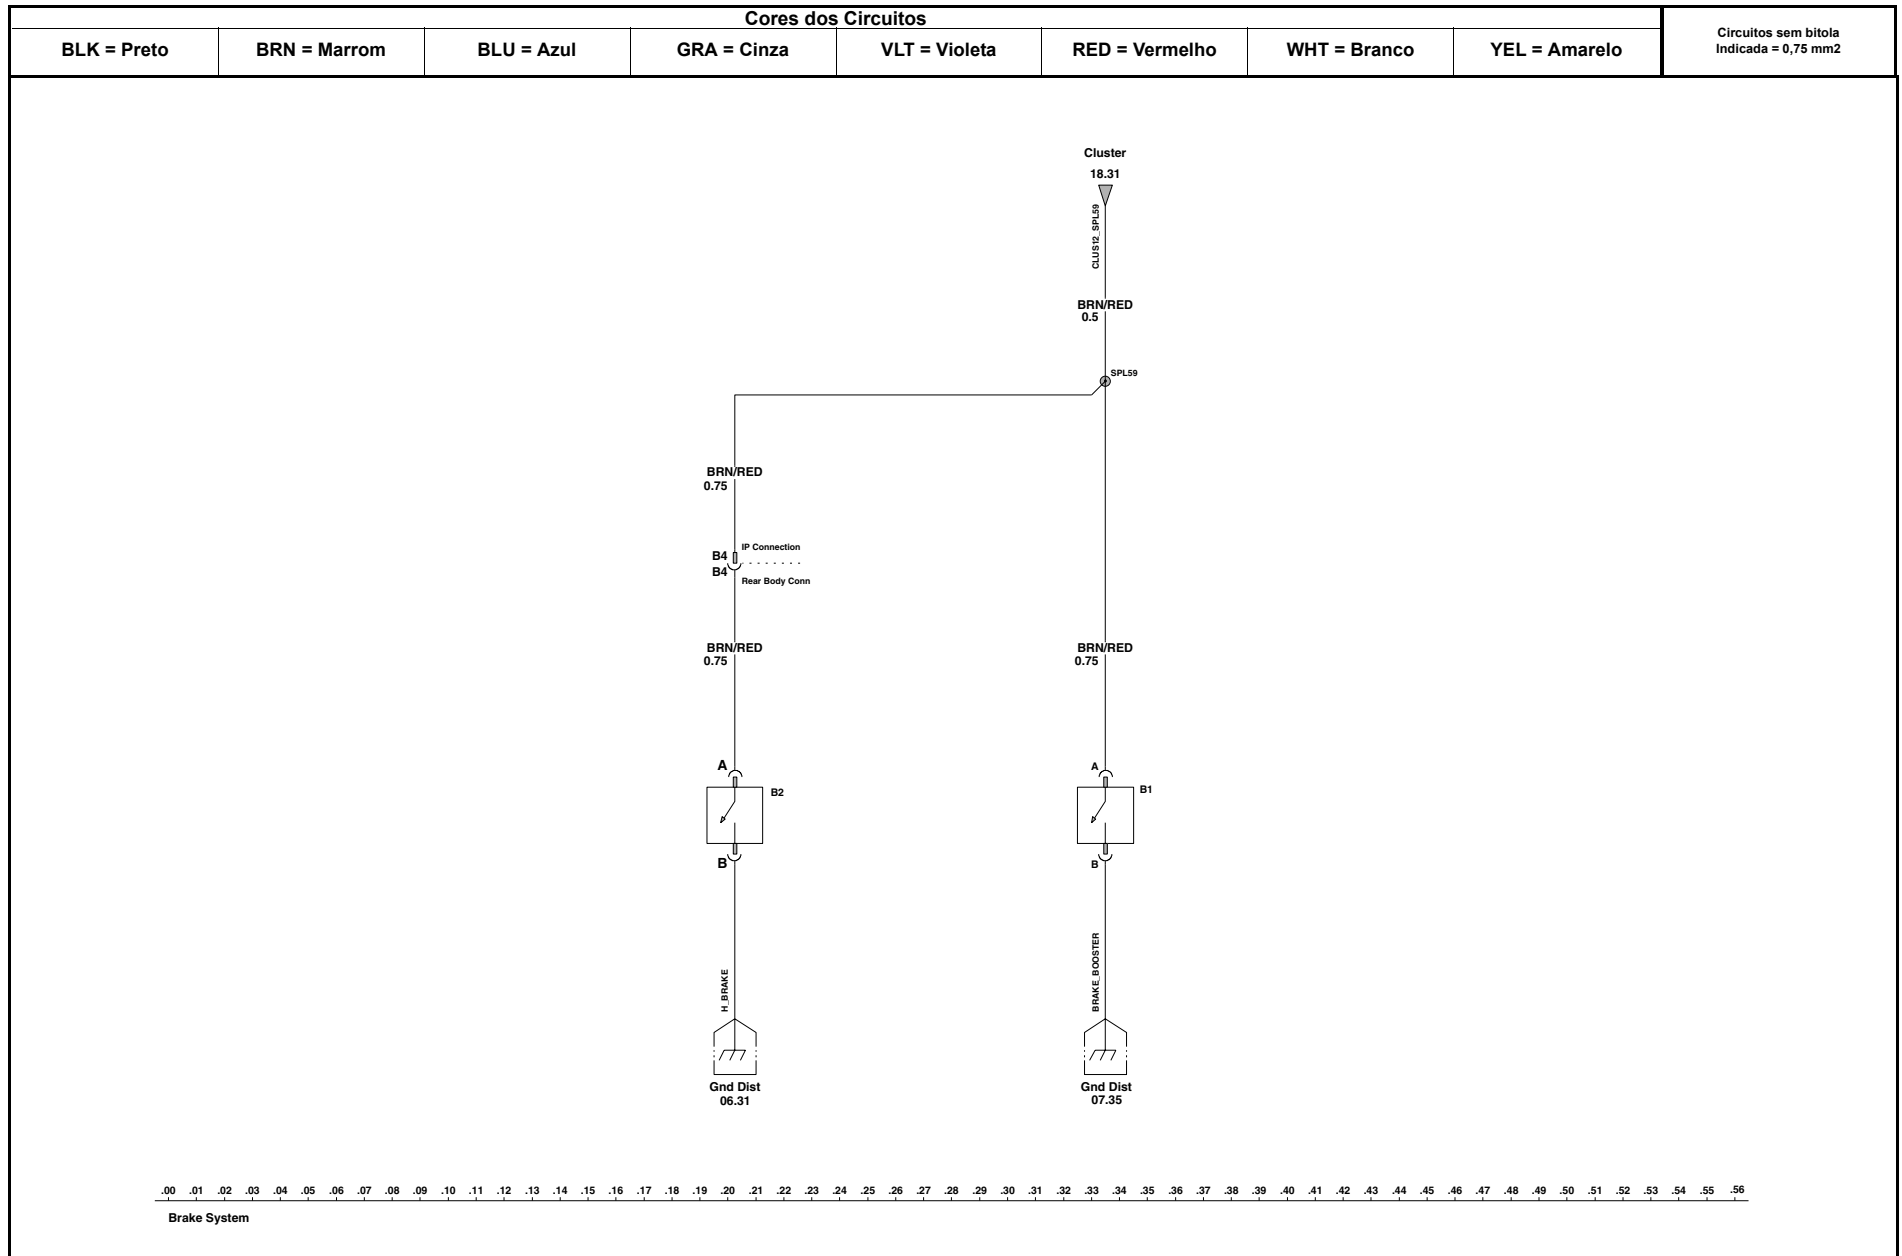 Cores dos Circuitos
BLK = Preto BRN = Marrom BLU = Azul GRA = Cinza VLT = Violeta RED = Vermelho WHT = Branco YEL = Amarelo
Circuitos sem bitola
Indicada = 0,75 mm2
Cluster
18.31
CLUS12_SPL59
BRN/RED
0.5
SPL59
BRN/RED
0.75
B4 IP Connection
B4 Rear Body Conn
BRN/RED BRN/RED
0.75 0.75
A A
B2 B1
B B
H_BRAKE BRAKE_BOOSTER
Gnd Dist Gnd Dist
06.31 07.35
.00 .01 .02 .03 .04 .05 .06 .07 .08 .09 .10 .11 .12 .13 .14 .15 .16 .17 .18 .19 .20 .21 .22 .23 .24 .25 .26 .27 .28 .29 .30 .31 .32 .33 .34 .35 .36 .37 .38 .39 .40 .41 .42 .43 .44 .45 .46 .47 .48 .49 .50 .51 .52 .53 .54 .55 .56
Brake System